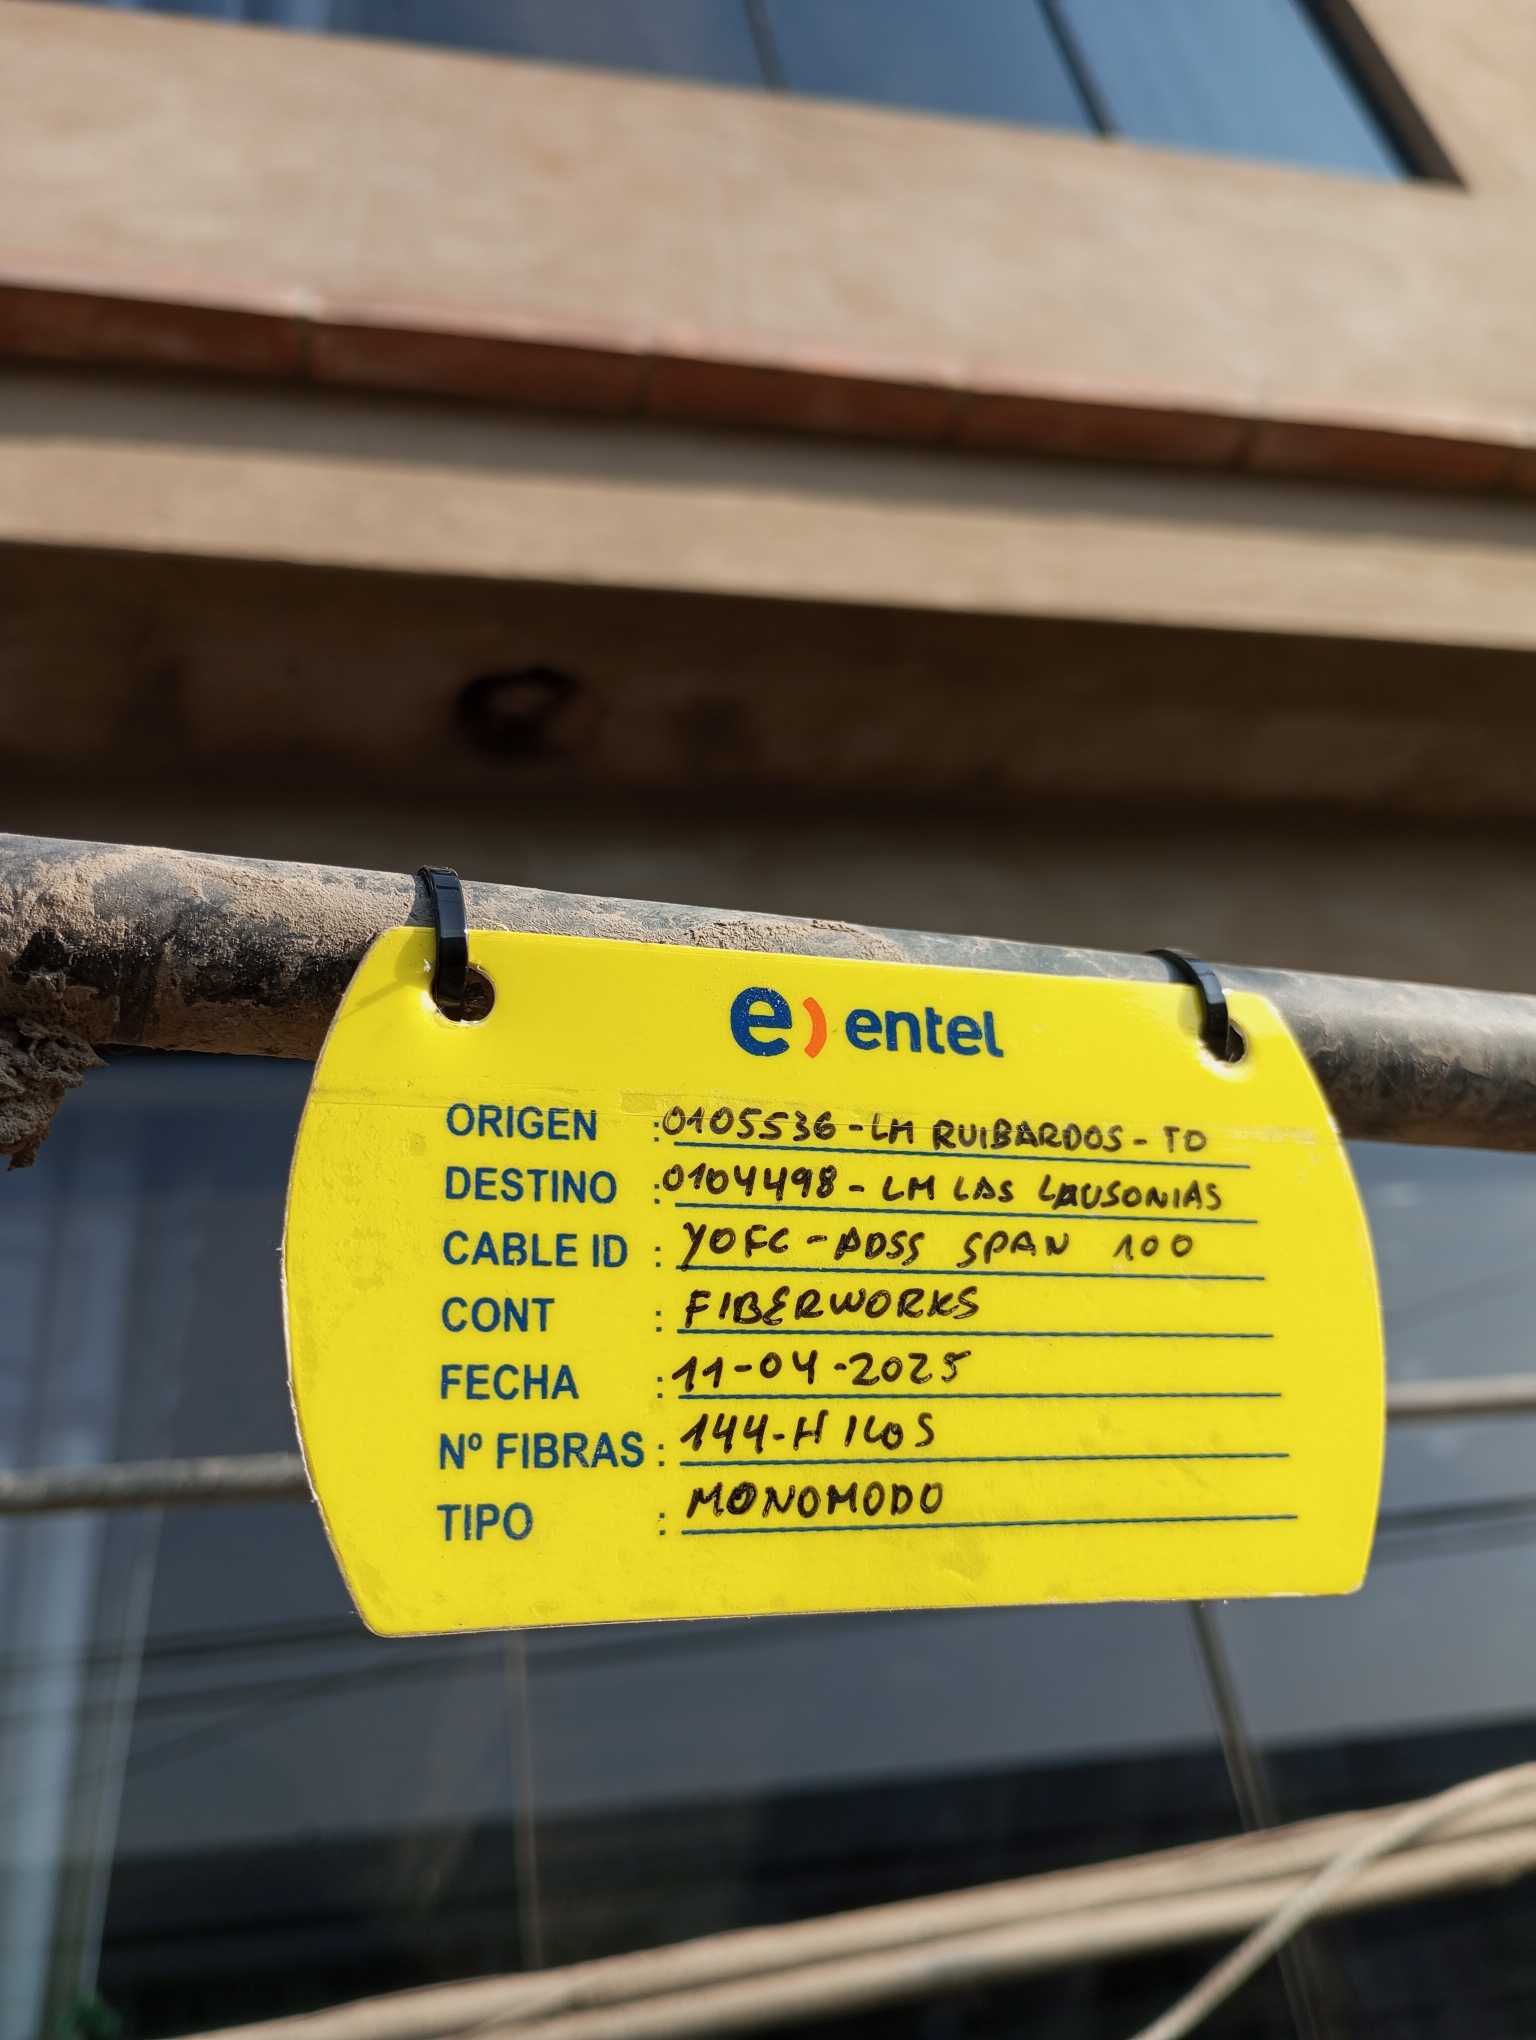 e) entel
ORIGEN : 0105536-LM RUIBARDOS-TD
DESTINO : 0104498-LM LAS LAUSONIAS
CABLE ID : YOFC-ADSS SPAN 100
CONT : FIBERWORKS
FECHA : 11-04-2025
Nº FIBRAS : 144-HILOS
TIPO : MONOMODO